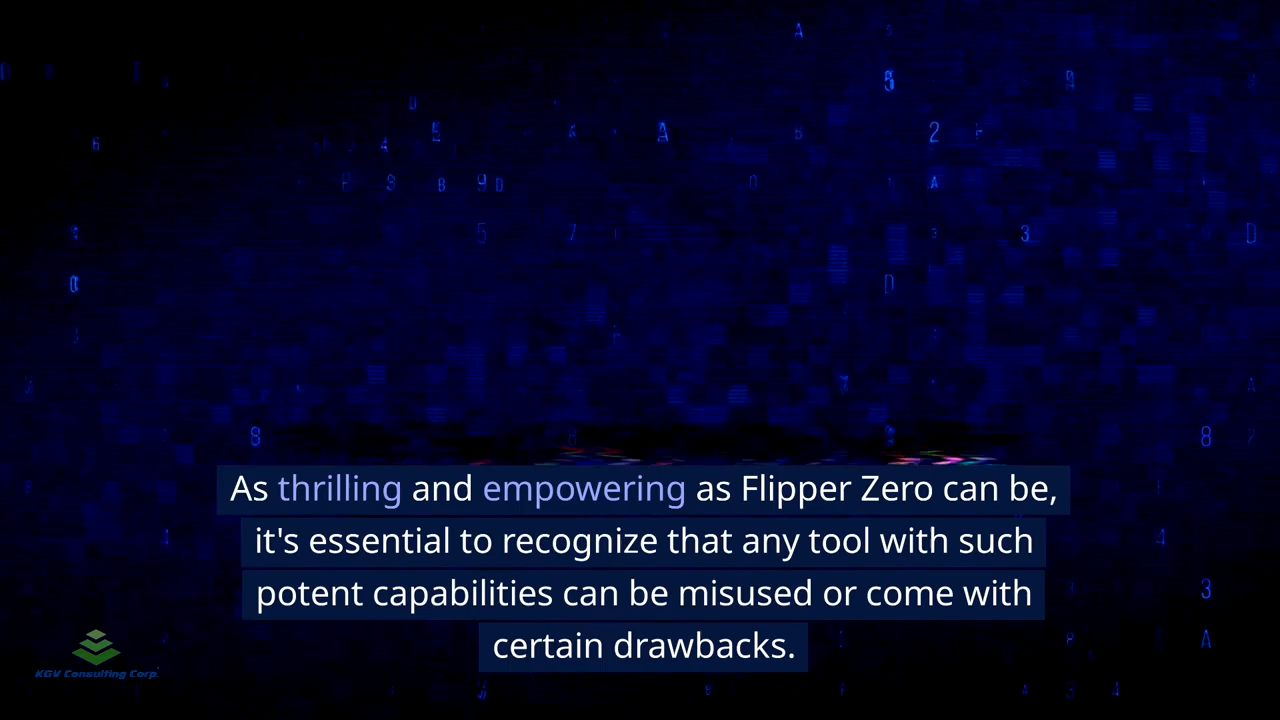 As thrilling and empowering as Flipper Zero can be,
it's essential to recognize that any tool with such
potent capabilities can be misused or come with
certain drawbacks.
KGV Consulting Corp.